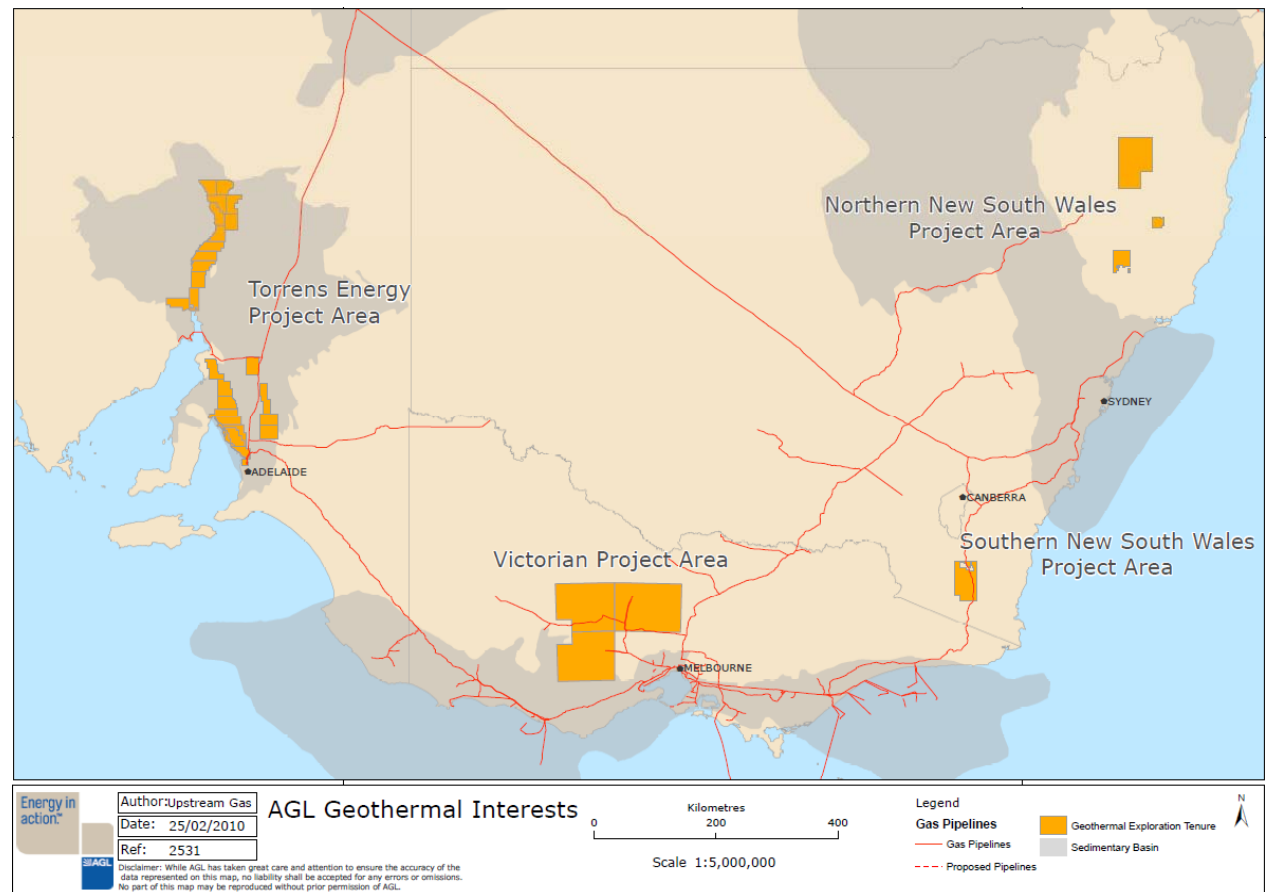 Northern New South Wales
Project Area
Torrens Energy
Project Area
SYDNEY
ADELAIDE
CANBERRA
Southern New South Wales
Project Area
Victorian Project Area
MELBOURNE
Energy in
action.™
AGL
Author: Upstream Gas
Date: 25/02/2010
Ref: 2531
AGL Geothermal Interests
Disclaimer: While AGL has taken great care and attention to ensure the accuracy of the
data represented on this map, no liability shall be accepted for any errors or omissions.
No part of this map may be reproduced without prior permission of AGL.
Kilometres
0 200 400
Scale 1:5,000,000
Legend
Gas Pipelines
Gas Pipelines
Proposed Pipelines
Geothermal Exploration Tenure
Sedimentary Basin
N